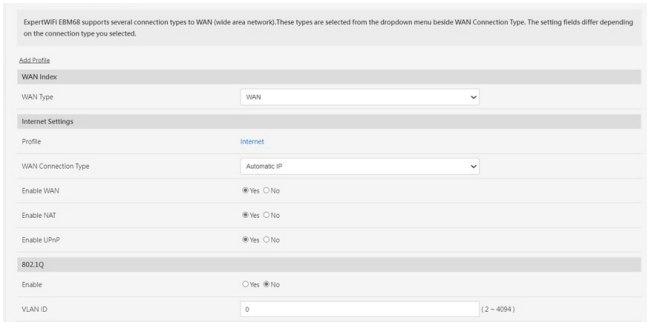 ExpertWiFi EBM68 supports several connection types to WAN (wide area network).These types are selected from the dropdown menu beside WAN Connection Type. The setting fields differ depending
on the connection type you selected.
Add Profile
WAN Index
WAN Type WAN
Internet Settings
Profile Internet
WAN Connection Type Automatic IP
Enable WAN Yes No
Enable NAT Yes No
Enable UPnP Yes No
802.1Q
Enable Yes No
VLAN ID 0 ( 2 ~ 4094 )